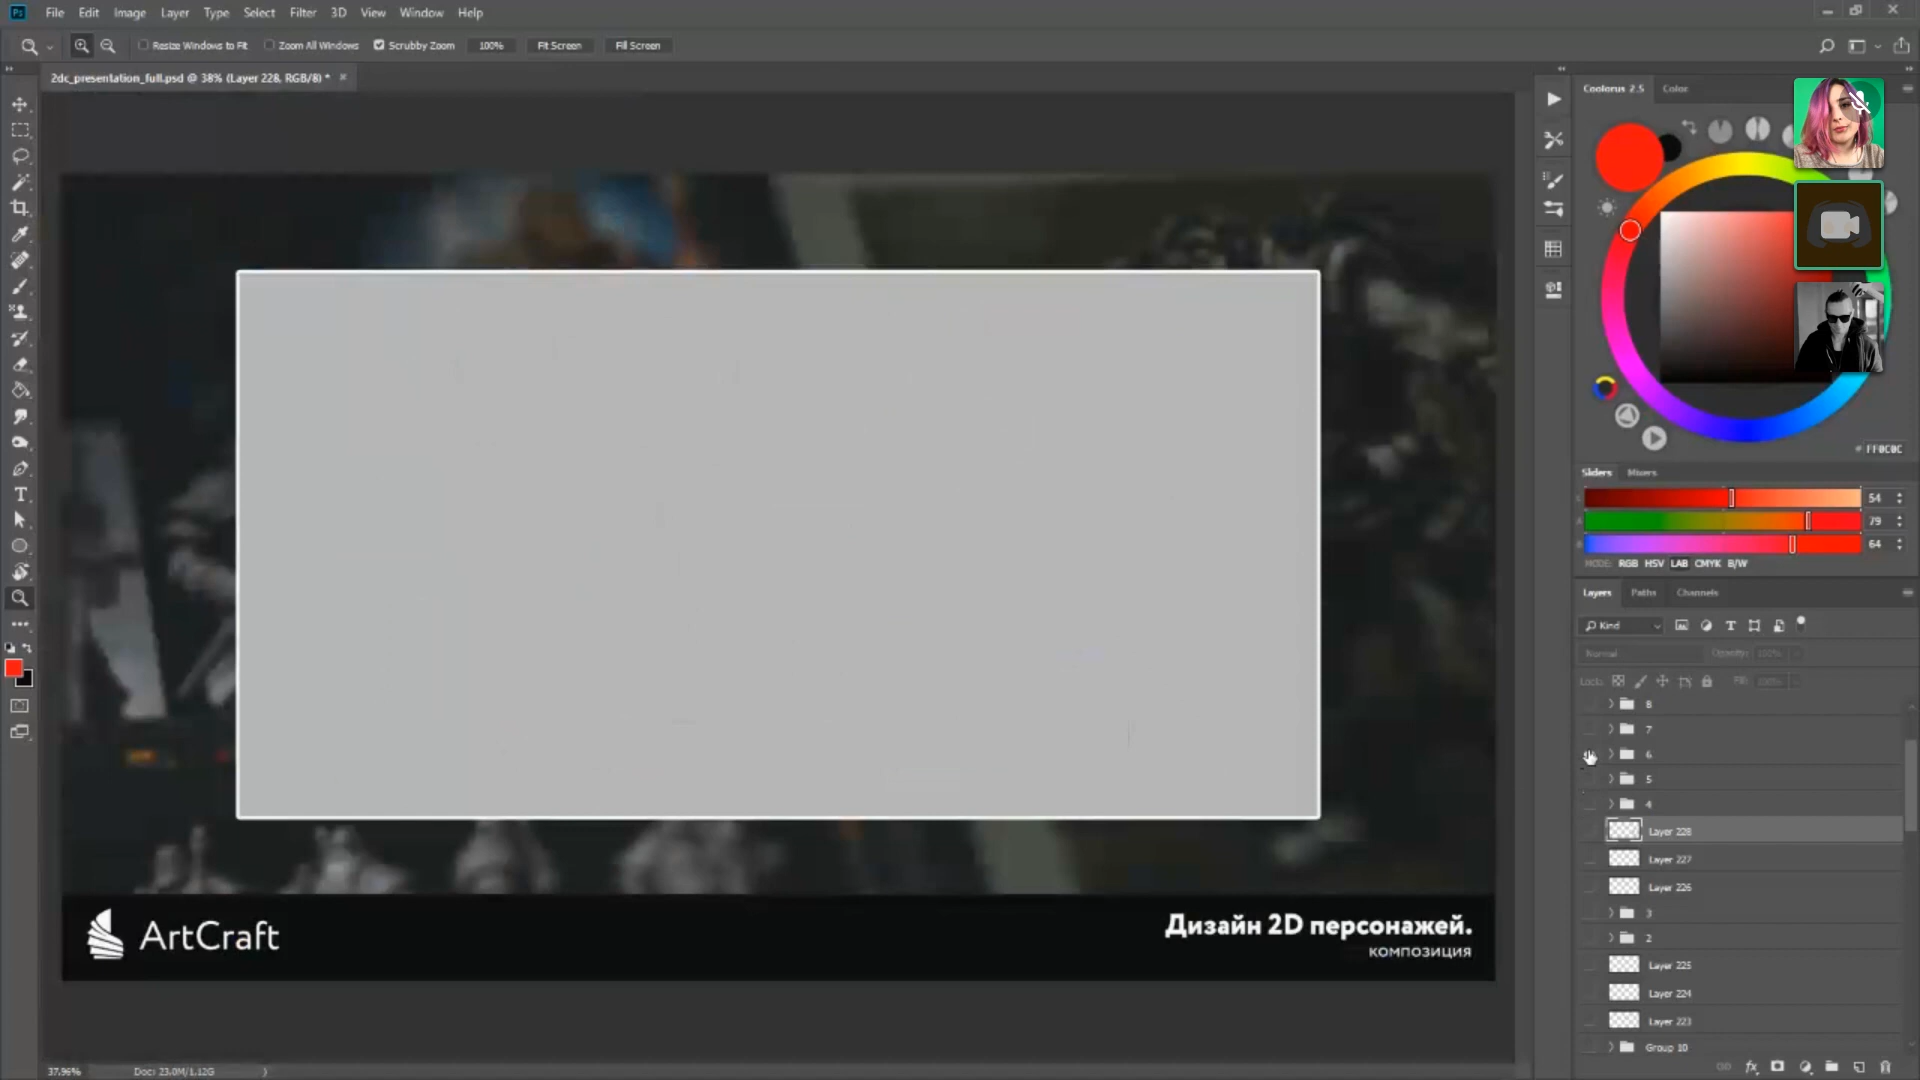 Ps File Edit Image Layer Type Select Filter 3D View Window Help
Resize Windows to Fit Zoom All Windows Scrubby Zoom 100% Fit Screen Fill Screen
2dc_presentation_full.psd @ 38% (Layer 228, RGB/8) *
Coolorus 2.5 Color
# FF0C0C
Sliders Mixers
54
79
64
MODE: RGB HSV LAB CMYK B/W
Layers Paths Channels
Kind
Normal Opacity: 100%
Lock: Fill: 100%
8
7
6
5
4
Layer 228
Layer 227
Layer 226
3
2
Layer 225
Layer 224
Layer 223
Group 10
ArtCraft
Дизайн 2D персонажей.
композиция
37.96% Doc: 23.0M/1.12G